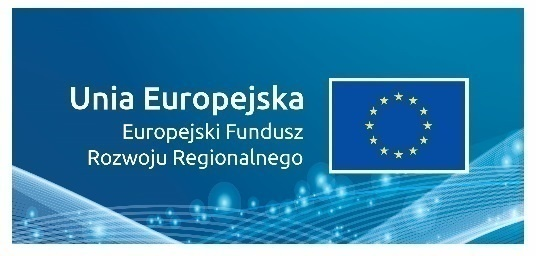 Unia Europejska
Europejski Fundusz
Rozwoju Regionalnego